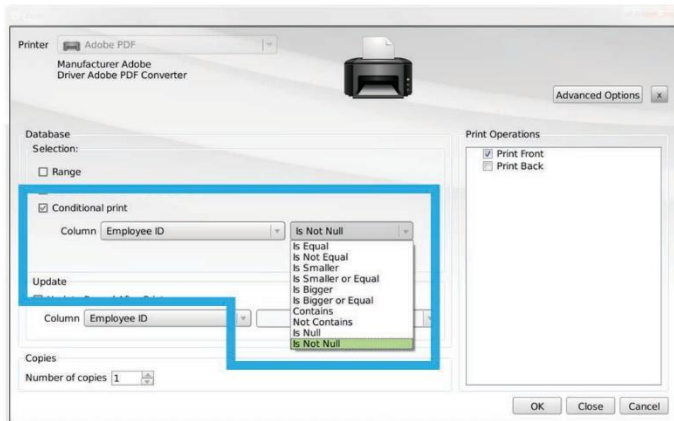 Printer Adobe PDF
Manufacturer Adobe
Driver Adobe PDF Converter
Advanced Options x
Database
Selection:
Range
Conditional print
Column Employee ID Is Not Null
Is Equal
Is Not Equal
Is Smaller
Is Smaller or Equal
Is Bigger
Is Bigger or Equal
Contains
Not Contains
Is Null
Is Not Null
Update
Column Employee ID
Copies
Number of copies 1
Print Operations
Print Front
Print Back
OK Close Cancel